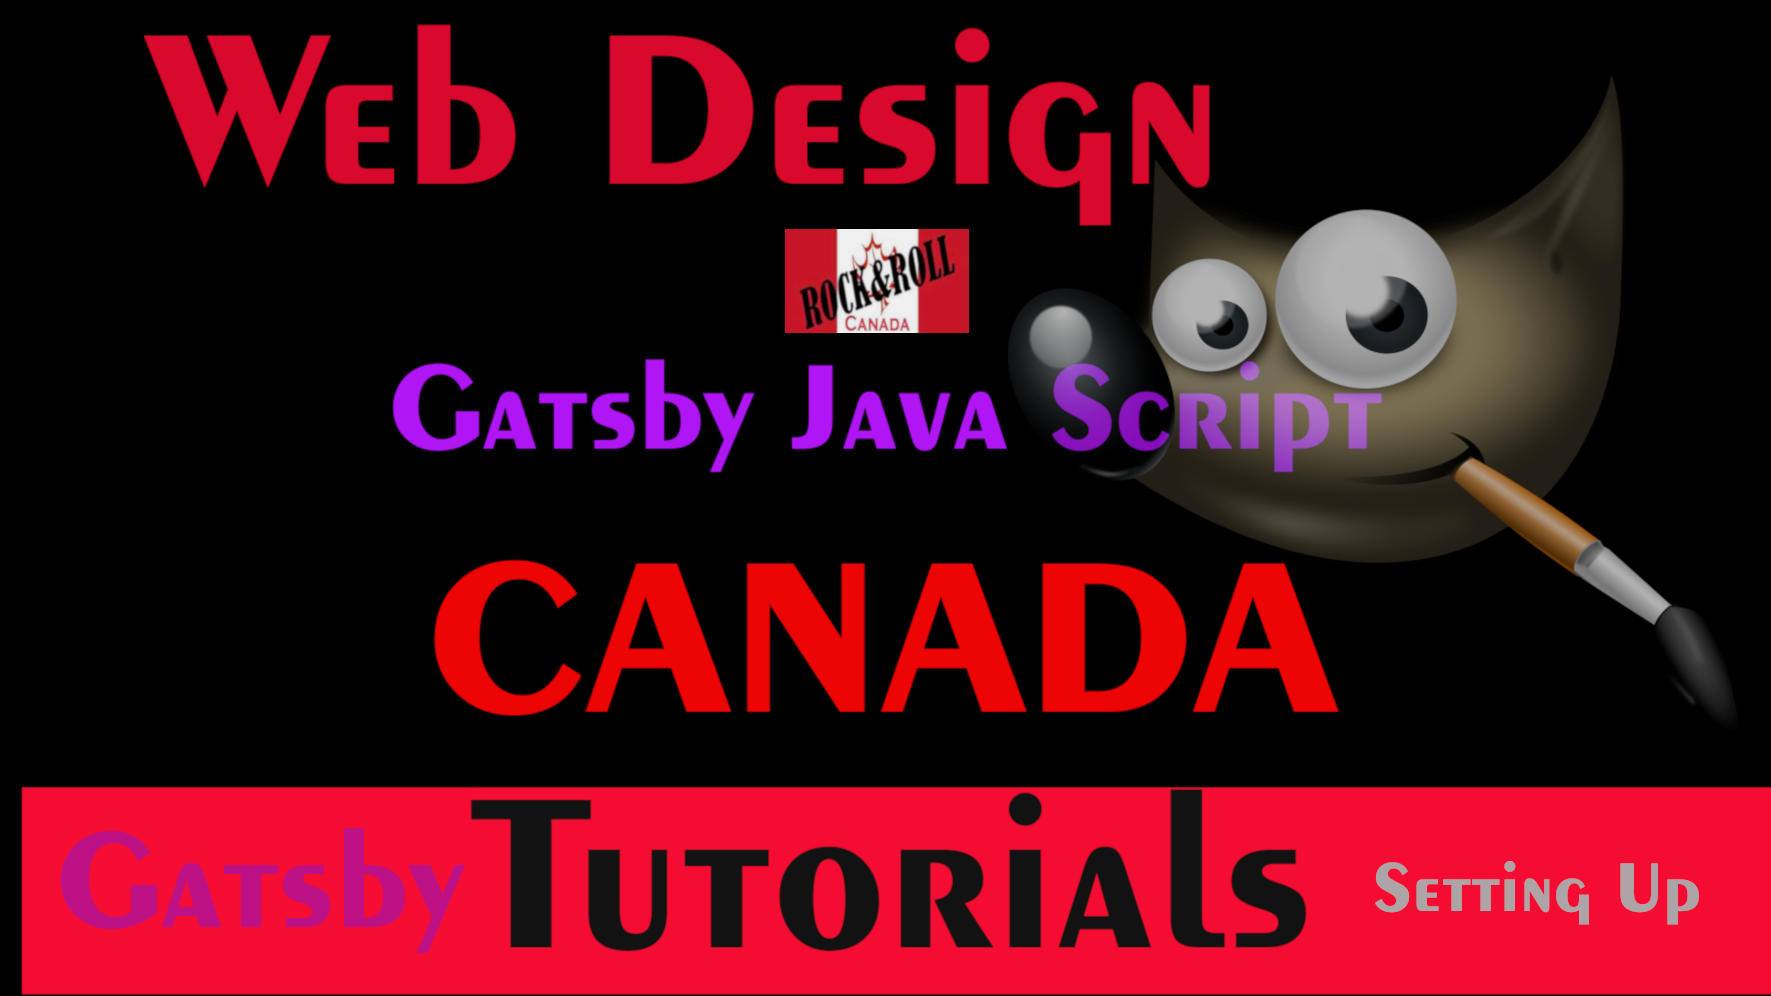 Web Design
ROCK&ROLL
CANADA
Gatsby Java Script
CANADA
Gatsby Tutorials Setting Up